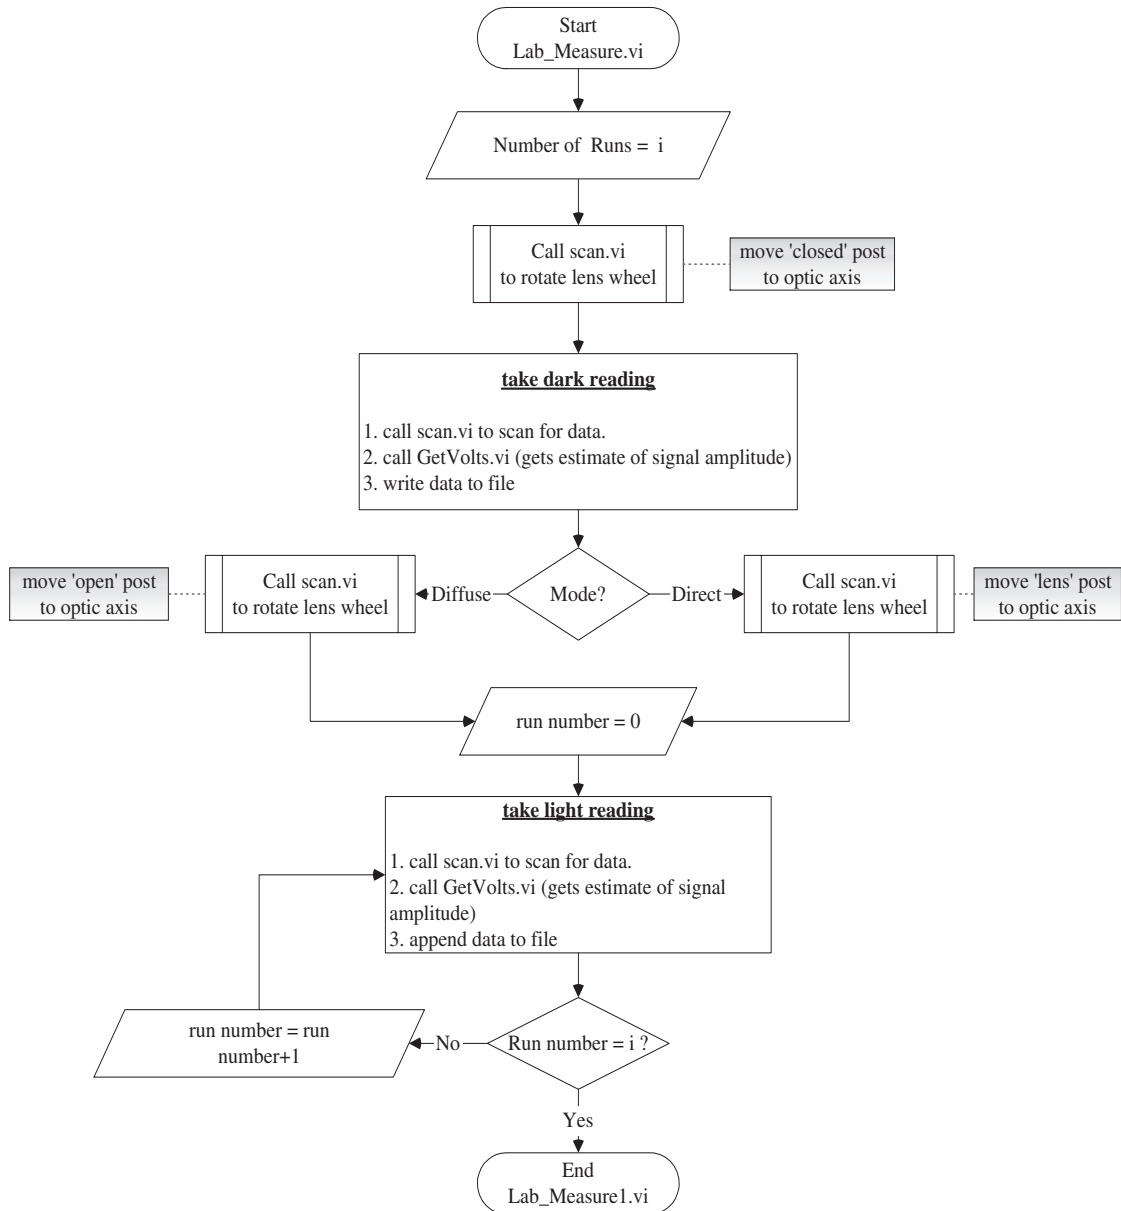 Start
Lab_Measure.vi
Number of Runs = i
Call scan.vi
to rotate lens wheel
move 'closed' post
to optic axis
take dark reading
1. call scan.vi to scan for data.
2. call GetVolts.vi (gets estimate of signal amplitude)
3. write data to file
move 'open' post
to optic axis
Call scan.vi
to rotate lens wheel
Diffuse
Mode?
Direct
Call scan.vi
to rotate lens wheel
move 'lens' post
to optic axis
run number = 0
take light reading
1. call scan.vi to scan for data.
2. call GetVolts.vi (gets estimate of signal
amplitude)
3. append data to file
run number = run
number+1
No
Run number = i ?
Yes
End
Lab_Measure1.vi